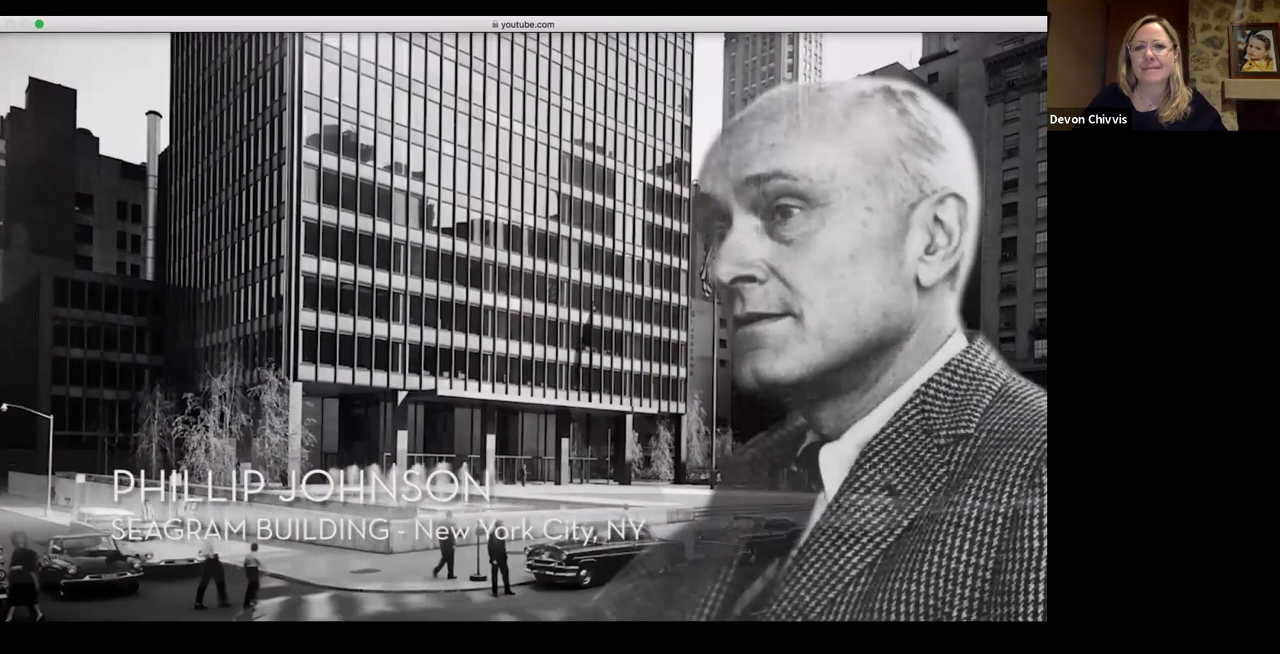 youtube.com
PHILLIP JOHNSON
SEAGRAM BUILDING - New York City, NY
Devon Chivvis